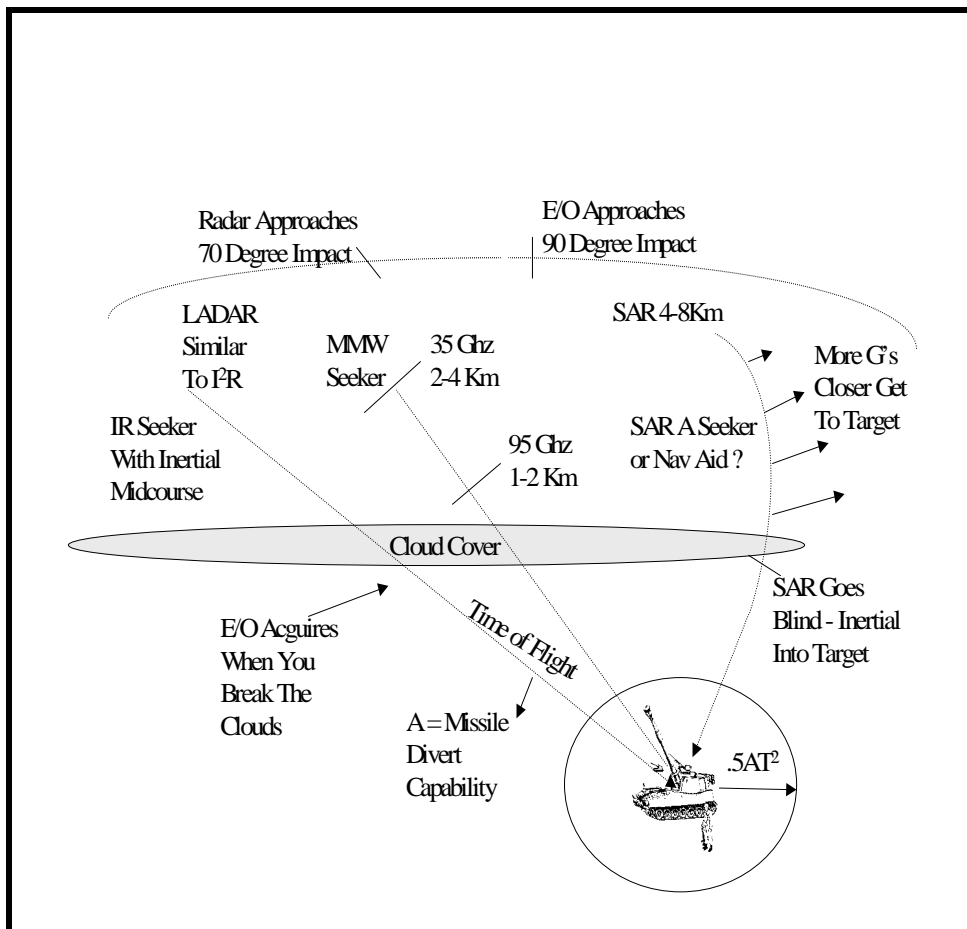 Radar Approaches
70 Degree Impact
E/O Approaches
90 Degree Impact
LADAR
Similar
To I²R
MMW
Seeker
35 Ghz
2-4 Km
SAR 4-8Km
More G's
Closer Get
To Target
IR Seeker
With Inertial
Midcourse
95 Ghz
1-2 Km
SAR A Seeker
or Nav Aid ?
Cloud Cover
E/O Acguires
When You
Break The
Clouds
Time of Flight
SAR Goes
Blind - Inertial
Into Target
A = Missile
Divert
Capability
.5AT²